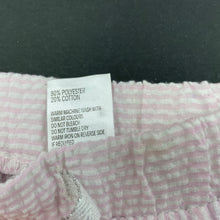 80% POLYESTER
20% COTTON
WARM MACHINE WASH WITH
SIMILAR COLOURS
DO NOT BLEACH
DO NOT TUMBLE DRY
WARM IRON ON REVERSE SIDE
IF REQUIRED